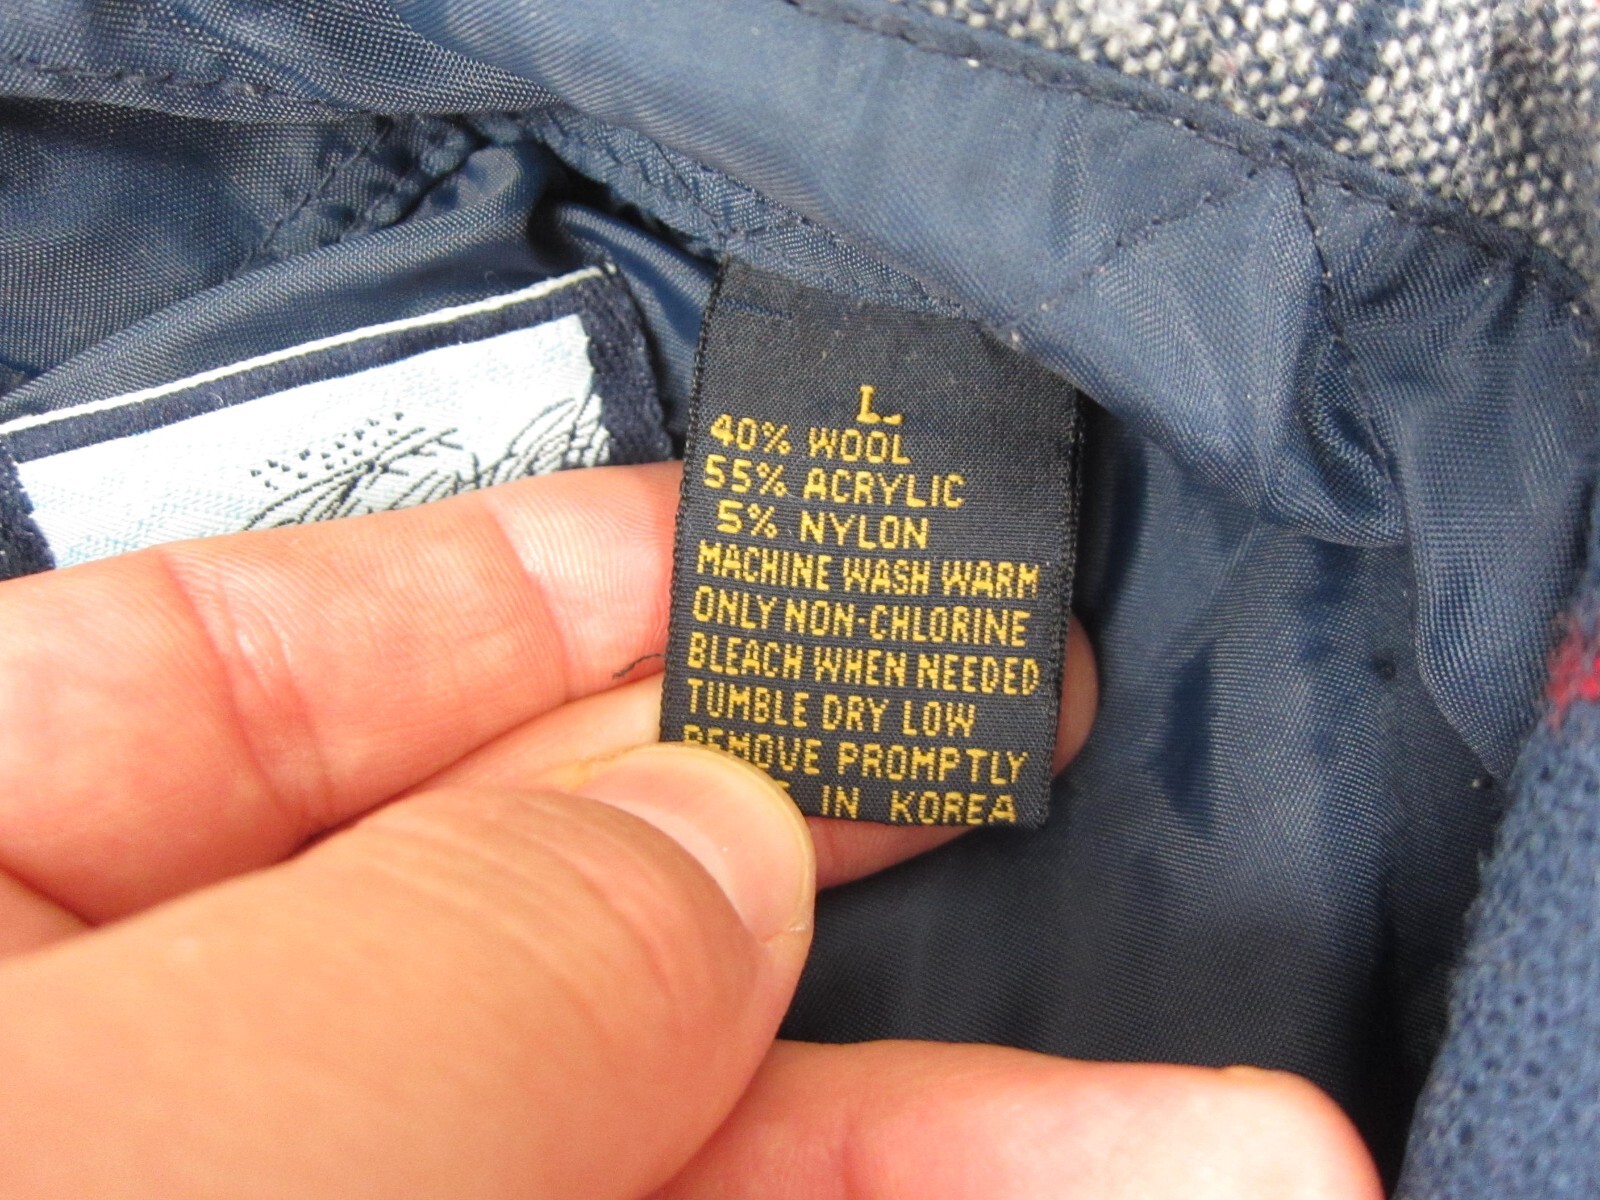 L
40% WOOL
55% ACRYLIC
5% NYLON
MACHINE WASH WARM
ONLY NON-CHLORINE
BLEACH WHEN NEEDED
TUMBLE DRY LOW
REMOVE PROMPTLY
IN KOREA